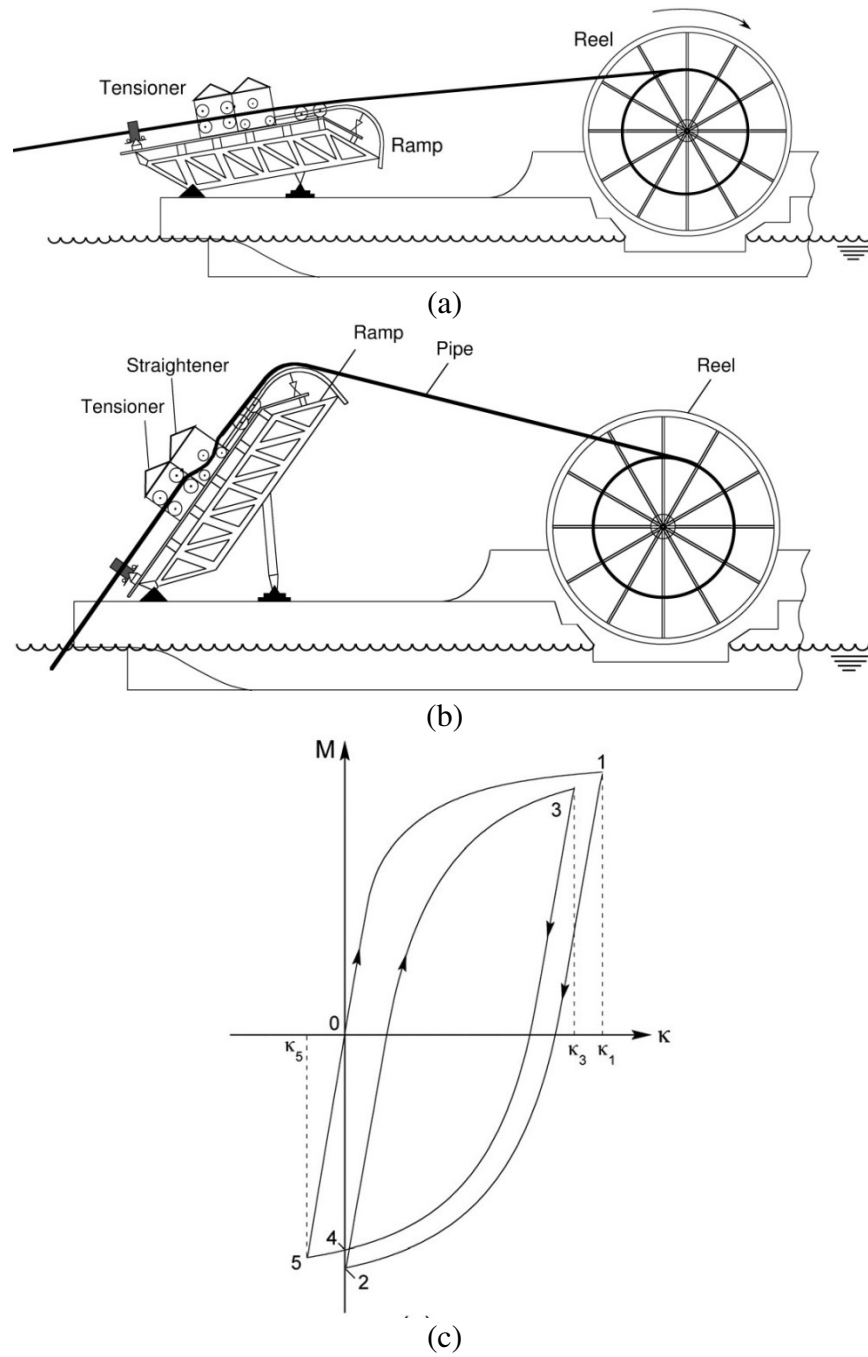 Reel
Tensioner
Ramp
(a)
Ramp
Straightener
Pipe
Reel
Tensioner
(b)
M
1
3
0
κ
κ₅
κ₃
κ₁
4
5
2
(c)